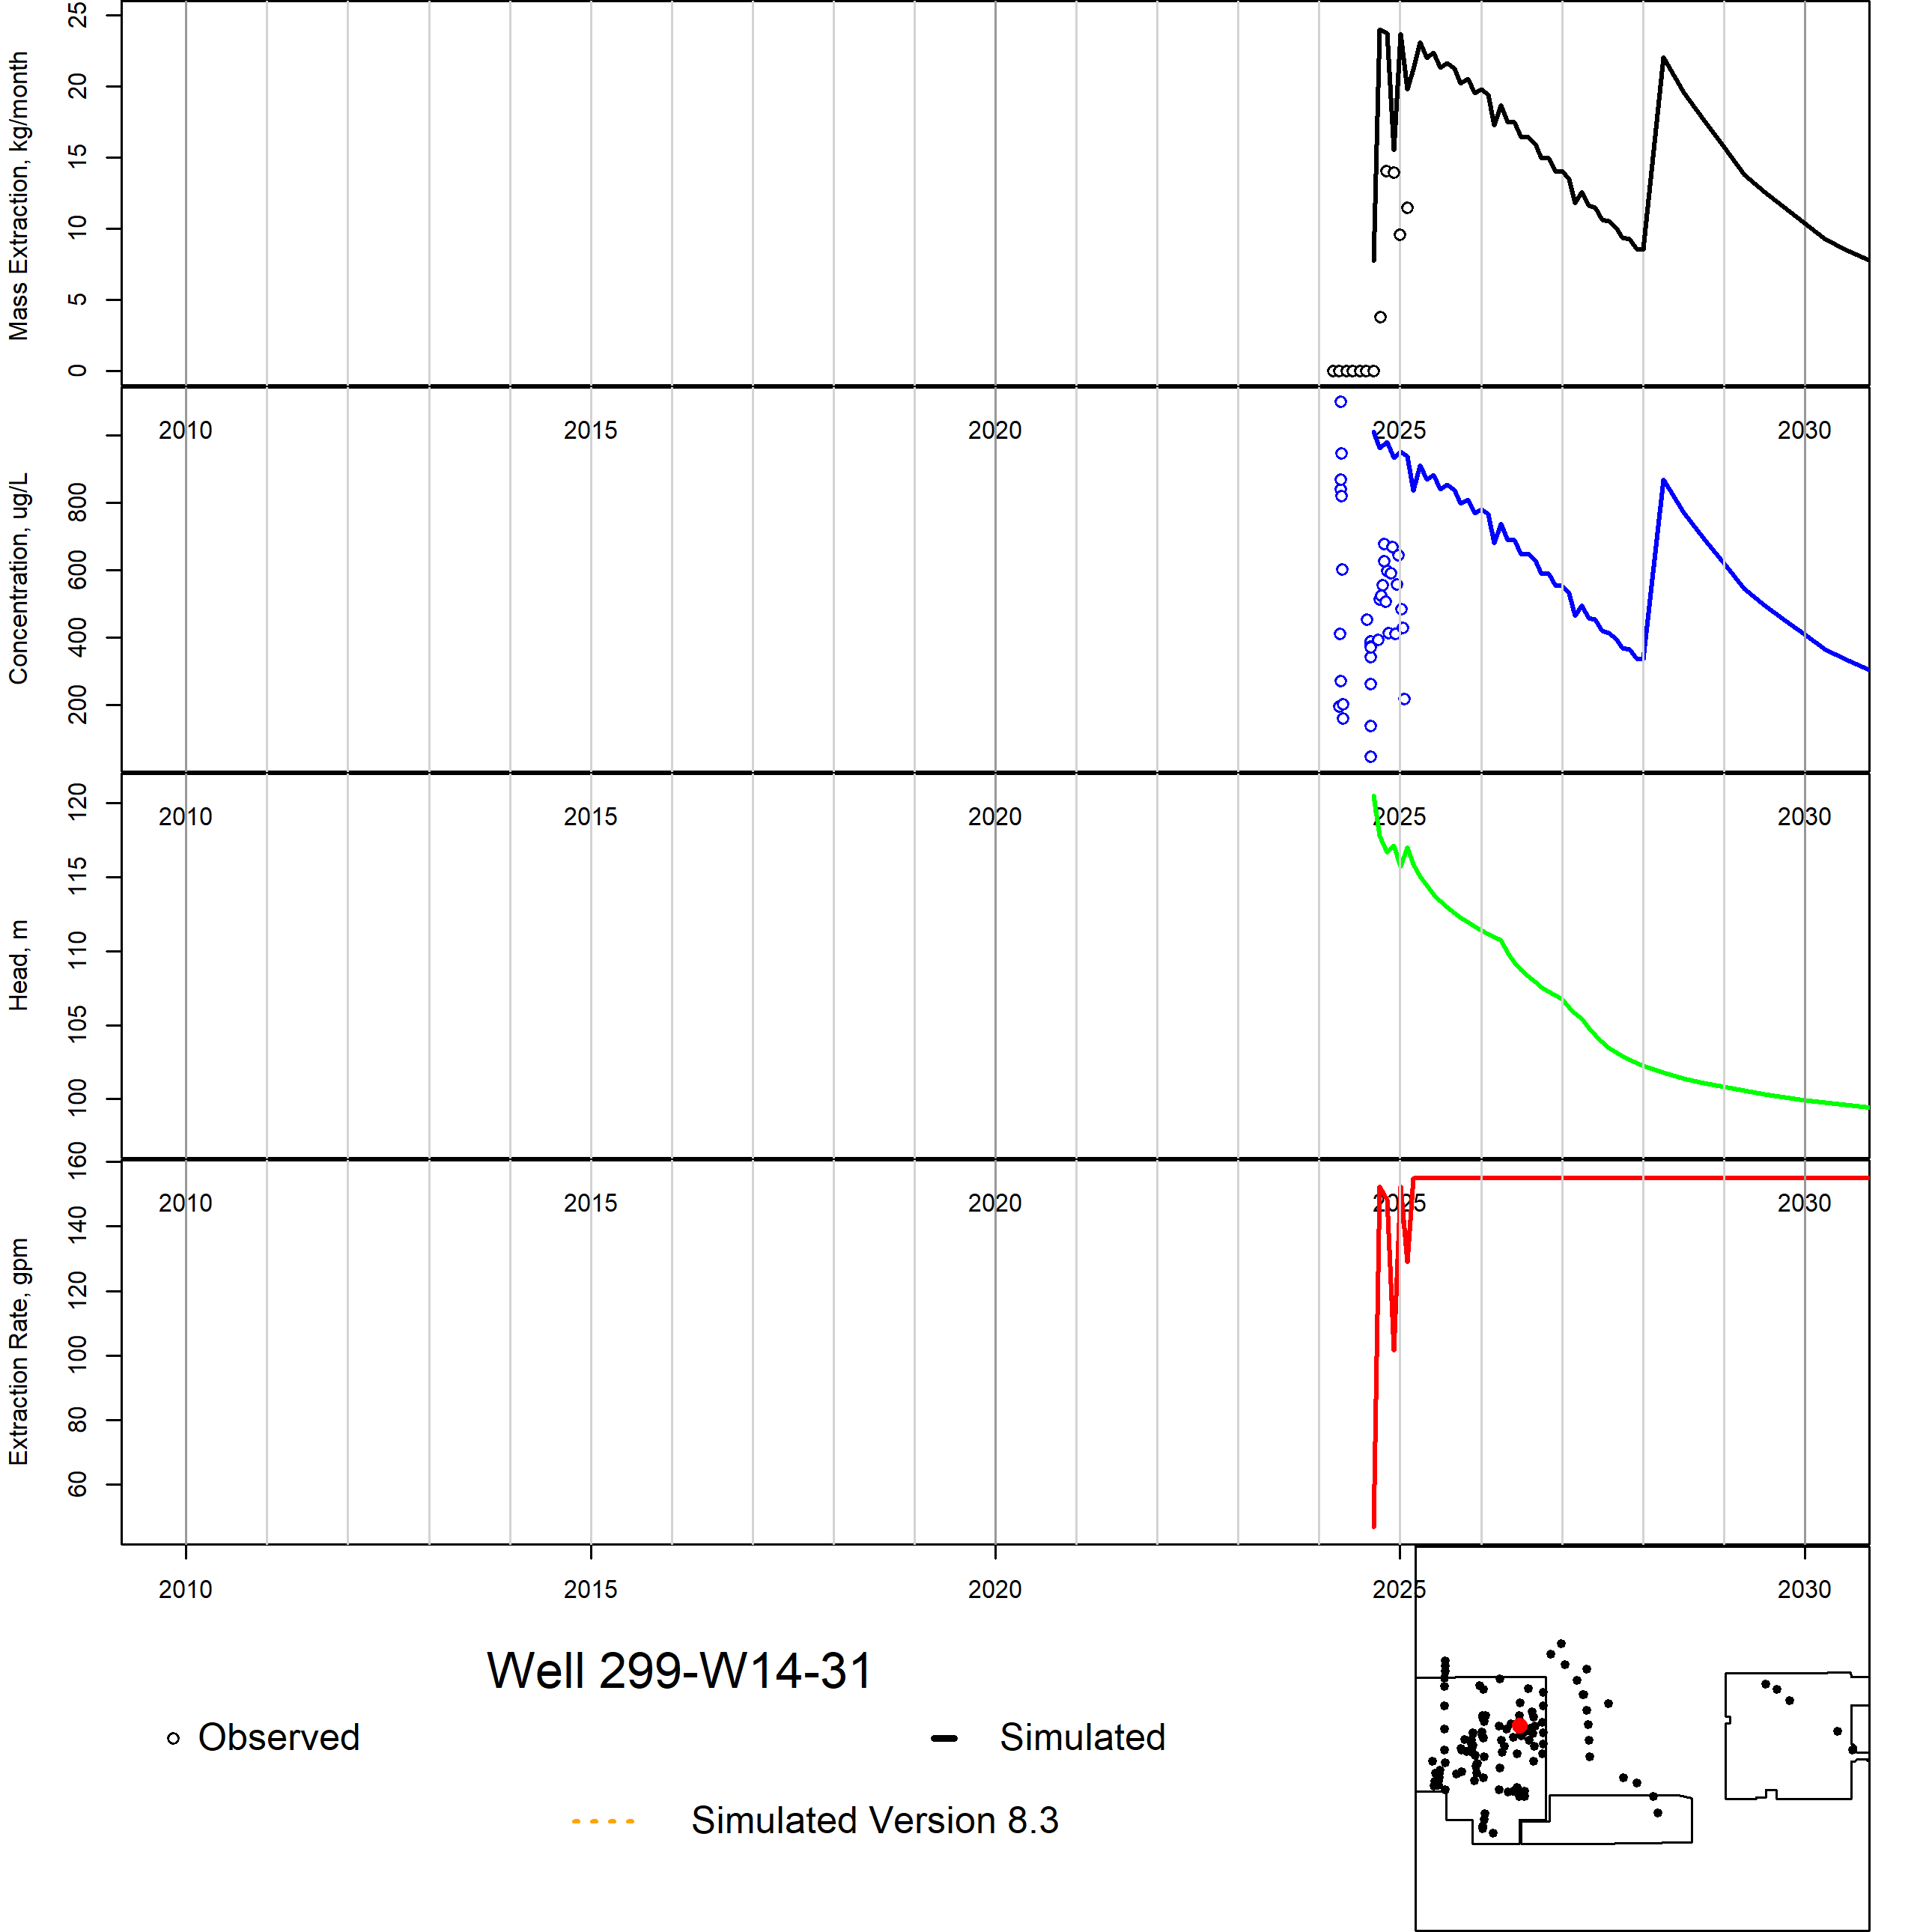 Mass Extraction, kg/month
25
20
15
10
5
0
2010 2015 2020 2025 2030
Concentration, ug/L
800
600
400
200
2010 2015 2020 2025 2030
Head, m
120
115
110
105
100
2010 2015 2020 2025 2030
Extraction Rate, gpm
160
140
120
100
80
60
2010 2015 2020 2025 2030
Well 299-W14-31
Observed Simulated
Simulated Version 8.3